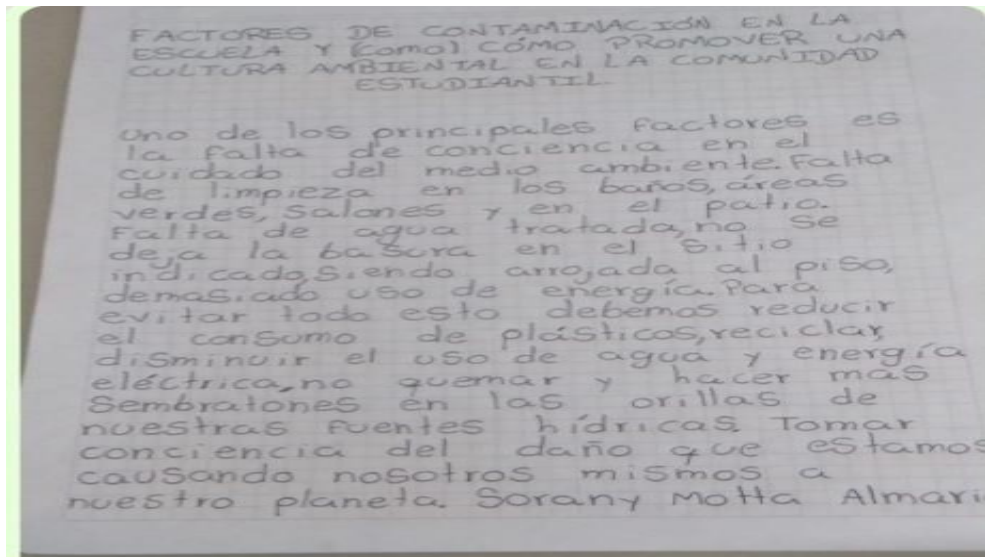 FACTORES DE CONTAMINACIÓN EN LA
ESCUELA Y (como) CÓMO PROMOVER UNA
CULTURA AMBIENTAL EN LA COMUNIDAD
ESTUDIANTIL
uno de los principales factores es
la falta de conciencia en el
cuidado del medio ambiente. Falta
de limpieza en los baños, áreas
verdes, salones y en el patio.
Falta de agua tratada, no se
deja la basura en el sitio
indicado, siendo arrojada al piso,
demasiado uso de energía. Para
evitar todo esto debemos reducir
el consumo de plásticos, reciclar,
disminuir el uso de agua y energía
eléctrica, no quemar y hacer más
sembratones en las orillas de
nuestras fuentes hídricas. Tomar
conciencia del daño que estamos
causando nosotros mismos a
nuestro planeta. Sorany Motta Almari